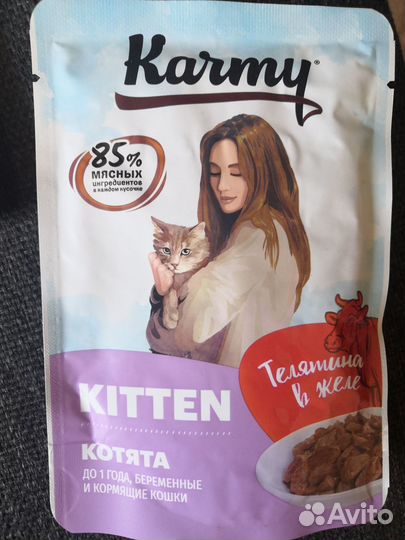 Karmy
85%
МЯСНЫХ
ингредиентов
в каждом кусочке
Телятина
в желе
KITTEN
КОТЯТА
ДО 1 ГОДА, БЕРЕМЕННЫЕ
И КОРМЯЩИЕ КОШКИ
Avito